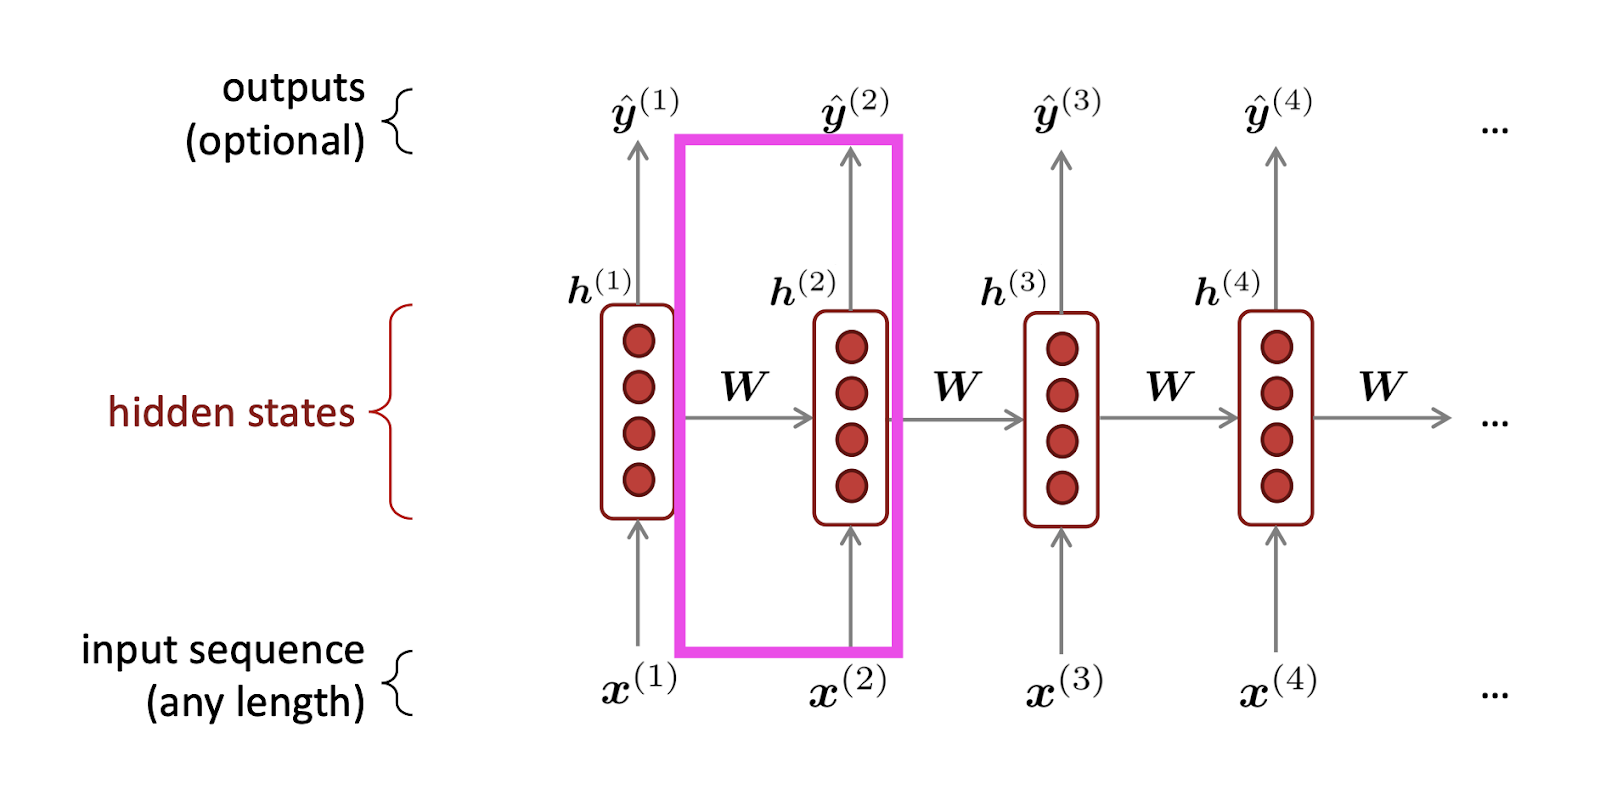 outputs
(optional)
ŷ⁽¹⁾ ŷ⁽²⁾ ŷ⁽³⁾ ŷ⁽⁴⁾ ...
h⁽¹⁾ h⁽²⁾ h⁽³⁾ h⁽⁴⁾
W W W W
hidden states ...
input sequence
(any length)
x⁽¹⁾ x⁽²⁾ x⁽³⁾ x⁽⁴⁾ ...